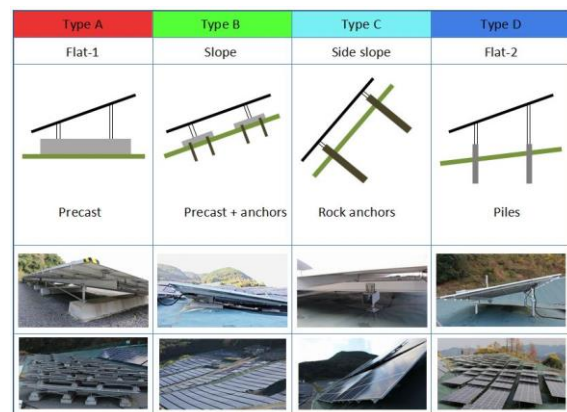 Type A Type B Type C Type D
Flat-1 Slope Side slope Flat-2
Precast Precast + anchors Rock anchors Piles